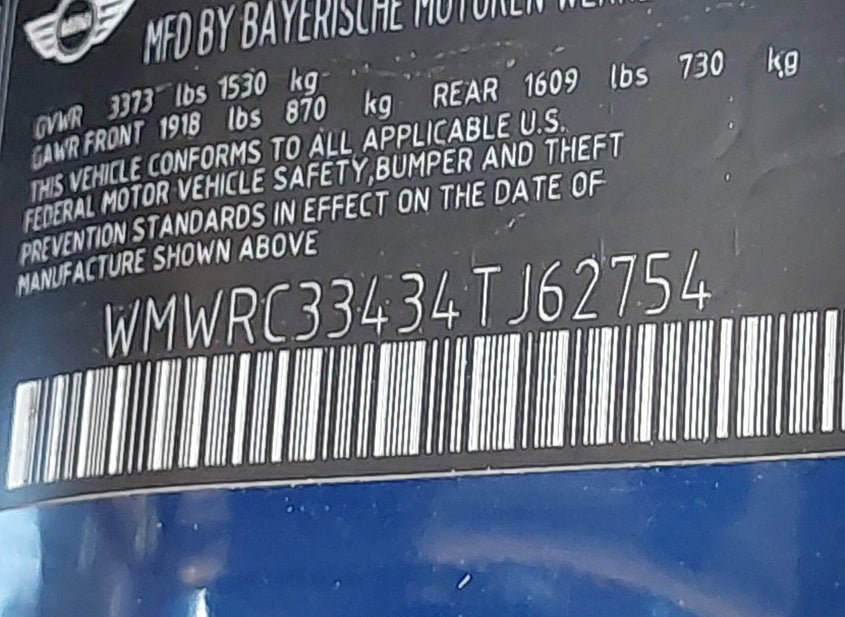 MFD BY BAYERISCHE MOTOREN
GVWR 3373 lbs 1530 kg
GAWR FRONT 1918 lbs 870 kg REAR 1609 lbs 730 kg
THIS VEHICLE CONFORMS TO ALL APPLICABLE U.S.
FEDERAL MOTOR VEHICLE SAFETY,BUMPER AND THEFT
PREVENTION STANDARDS IN EFFECT ON THE DATE OF
MANUFACTURE SHOWN ABOVE
WMWRC33434TJ62754